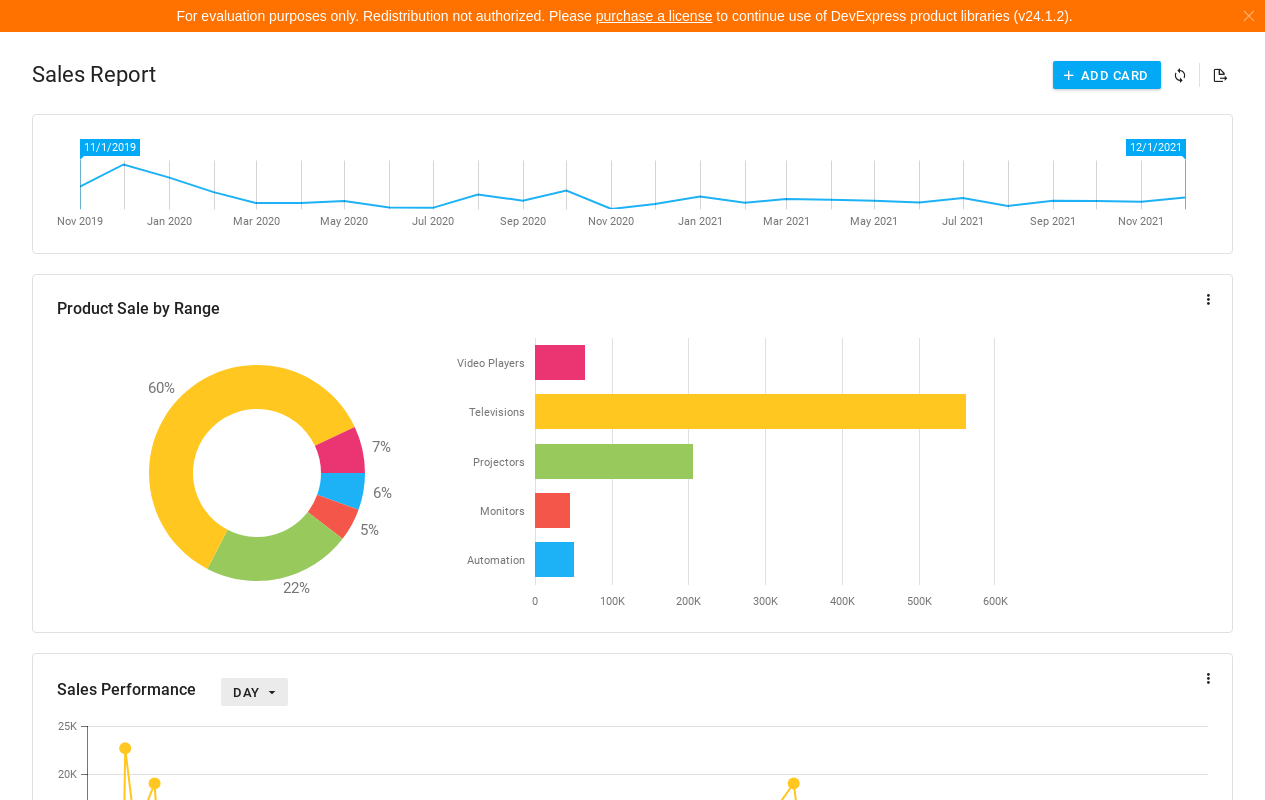 For evaluation purposes only. Redistribution not authorized. Please purchase a license to continue use of DevExpress product libraries (v24.1.2).
Sales Report
ADD CARD
11/1/2019
12/1/2021
Nov 2019 Jan 2020 Mar 2020 May 2020 Jul 2020 Sep 2020 Nov 2020 Jan 2021 Mar 2021 May 2021 Jul 2021 Sep 2021 Nov 2021
Product Sale by Range
60%
7%
6%
5%
22%
Video Players
Televisions
Projectors
Monitors
Automation
0 100K 200K 300K 400K 500K 600K
Sales Performance
DAY
25K
20K